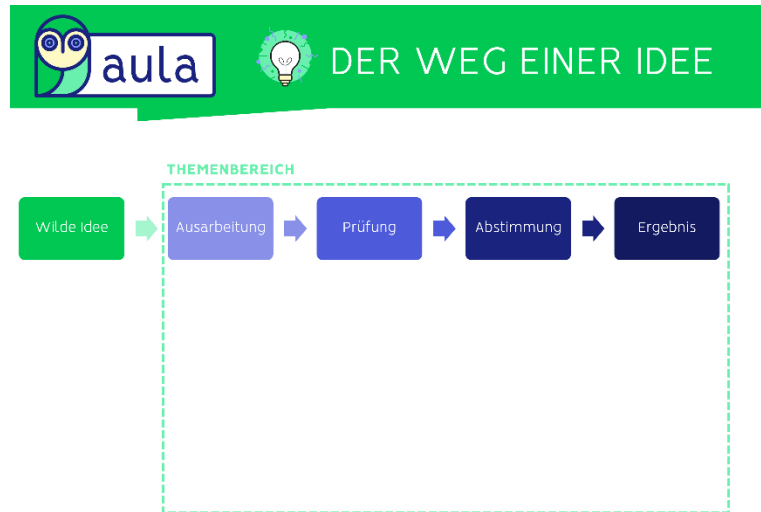 aula
DER WEG EINER IDEE
THEMENBEREICH
Wilde Idee
Ausarbeitung
Prüfung
Abstimmung
Ergebnis